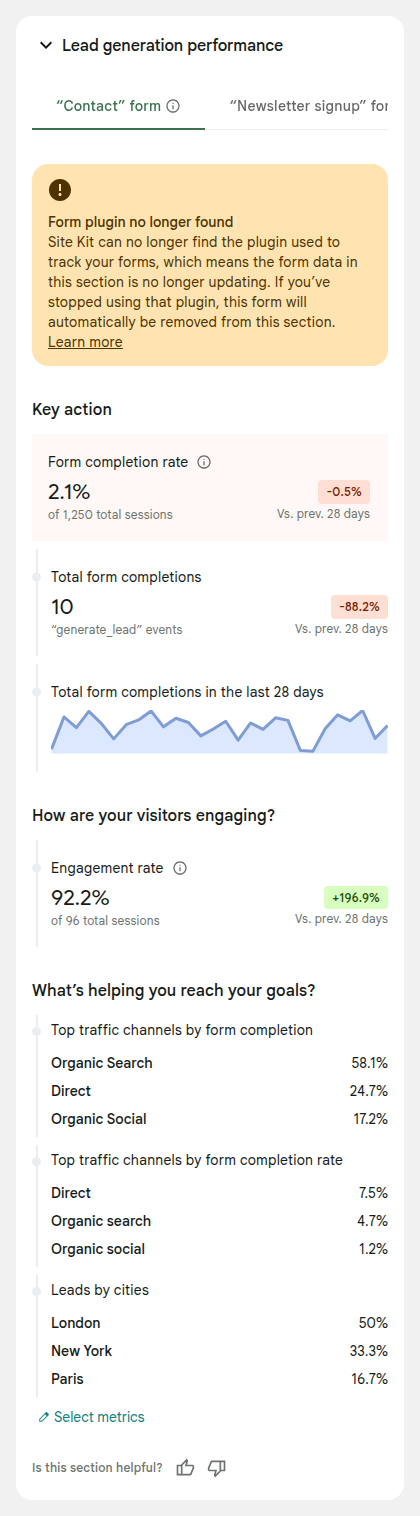 Lead generation performance
“Contact” form
“Newsletter signup” for
Form plugin no longer found
Site Kit can no longer find the plugin used to
track your forms, which means the form data in
this section is no longer updating. If you’ve
stopped using that plugin, this form will
automatically be removed from this section.
Learn more
Key action
Form completion rate
2.1%
-0.5%
of 1,250 total sessions
Vs. prev. 28 days
Total form completions
10
-88.2%
“generate_lead” events
Vs. prev. 28 days
Total form completions in the last 28 days
How are your visitors engaging?
Engagement rate
92.2%
+196.9%
of 96 total sessions
Vs. prev. 28 days
What’s helping you reach your goals?
Top traffic channels by form completion
Organic Search 58.1%
Direct 24.7%
Organic Social 17.2%
Top traffic channels by form completion rate
Direct 7.5%
Organic search 4.7%
Organic social 1.2%
Leads by cities
London 50%
New York 33.3%
Paris 16.7%
Select metrics
Is this section helpful?